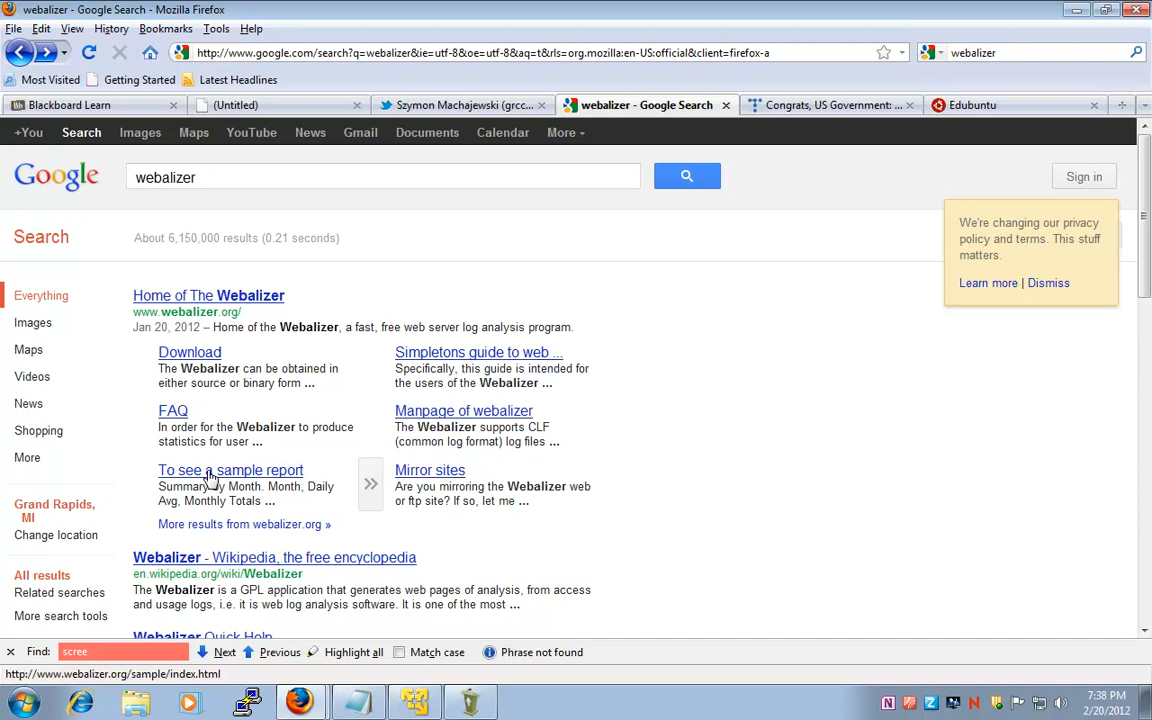 webalizer - Google Search - Mozilla Firefox
File Edit View History Bookmarks Tools Help
http://www.google.com/search?q=webalizer&ie=utf-8&oe=utf-8&aq=t&rls=org.mozilla:en-US:official&client=firefox-a
webalizer
Most Visited Getting Started Latest Headlines
Blackboard Learn (Untitled) Szymon Machajewski (grcc... webalizer - Google Search Congrats, US Government: ... Edubuntu
+You Search Images Maps YouTube News Gmail Documents Calendar More
Google webalizer Sign in
We're changing our privacy policy and terms. This stuff matters.
Learn more | Dismiss
Search About 6,150,000 results (0.21 seconds)
Everything
Images
Maps
Videos
News
Shopping
More
Grand Rapids, MI
Change location
All results
Related searches
More search tools
Home of The Webalizer
www.webalizer.org/
Jan 20, 2012 – Home of the Webalizer, a fast, free web server log analysis program.
Download
The Webalizer can be obtained in
either source or binary form ...
Simpletons guide to web ...
Specifically, this guide is intended for
the users of the Webalizer ...
FAQ
In order for the Webalizer to produce
statistics for user ...
Manpage of webalizer
The Webalizer supports CLF
(common log format) log files ...
To see a sample report
Summary by Month. Month, Daily
Avg, Monthly Totals ...
Mirror sites
Are you mirroring the Webalizer web
or ftp site? If so, let me ...
More results from webalizer.org »
Webalizer - Wikipedia, the free encyclopedia
en.wikipedia.org/wiki/Webalizer
The Webalizer is a GPL application that generates web pages of analysis, from access
and usage logs, i.e. it is web log analysis software. It is one of the most ...
Webalizer Quick Help
Find: scree Next Previous Highlight all Match case Phrase not found
http://www.webalizer.org/sample/index.html
7:38 PM
2/20/2012